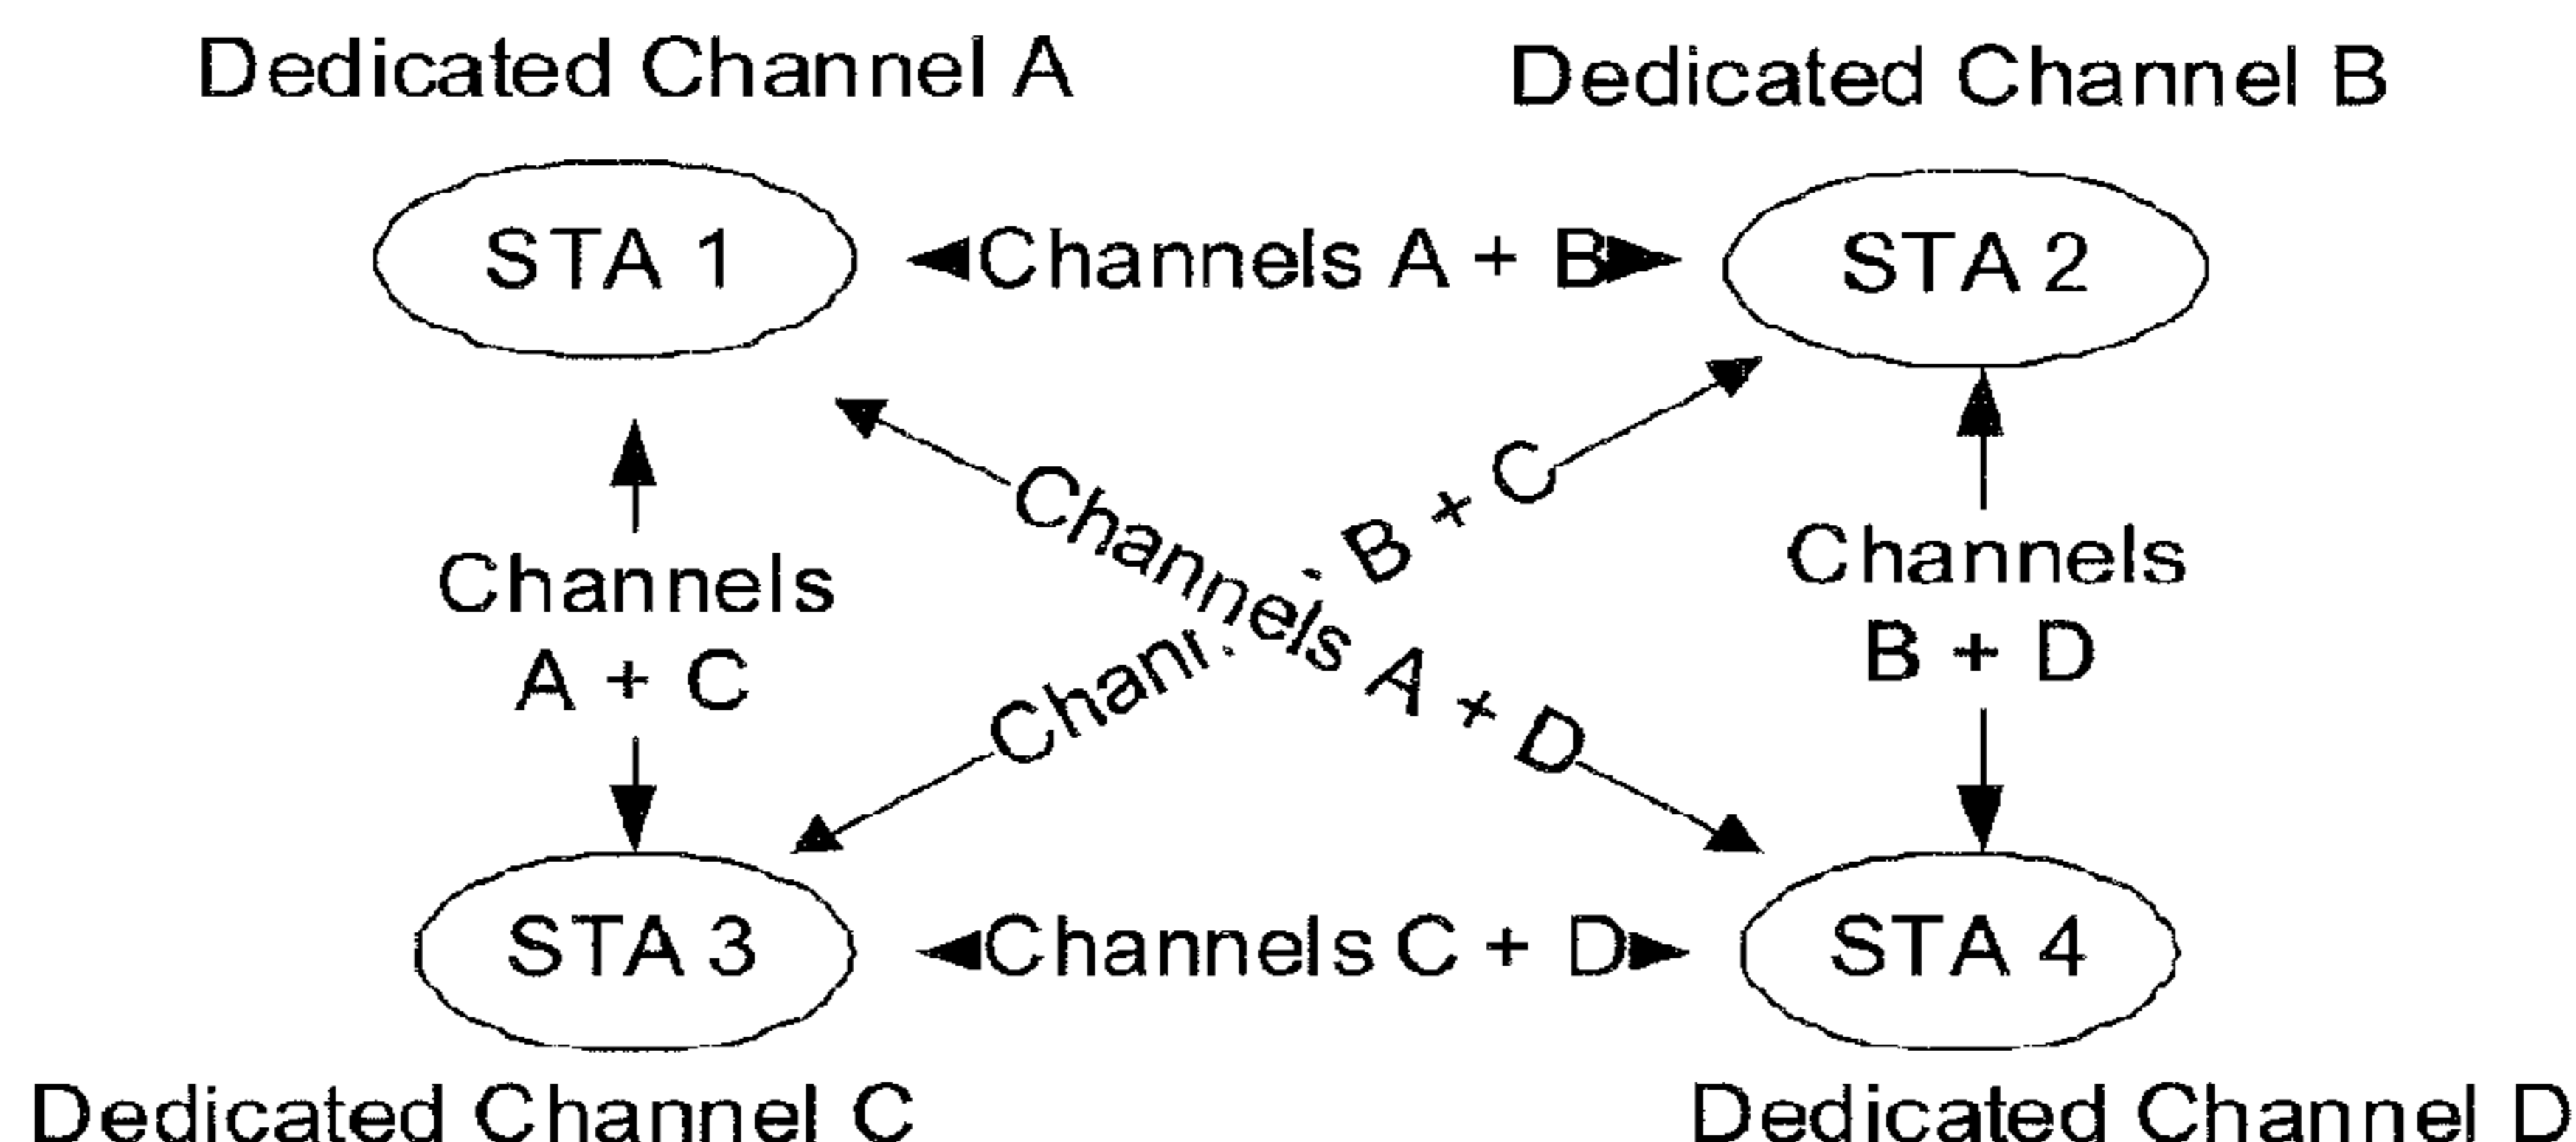 Dedicated Channel A
Dedicated Channel B
STA 1
Channels A + B
STA 2
Channels A + D
B + C
Channels
A + C
Channels
B + D
STA 3
Channels C + D
STA 4
Dedicated Channel C
Dedicated Channel D